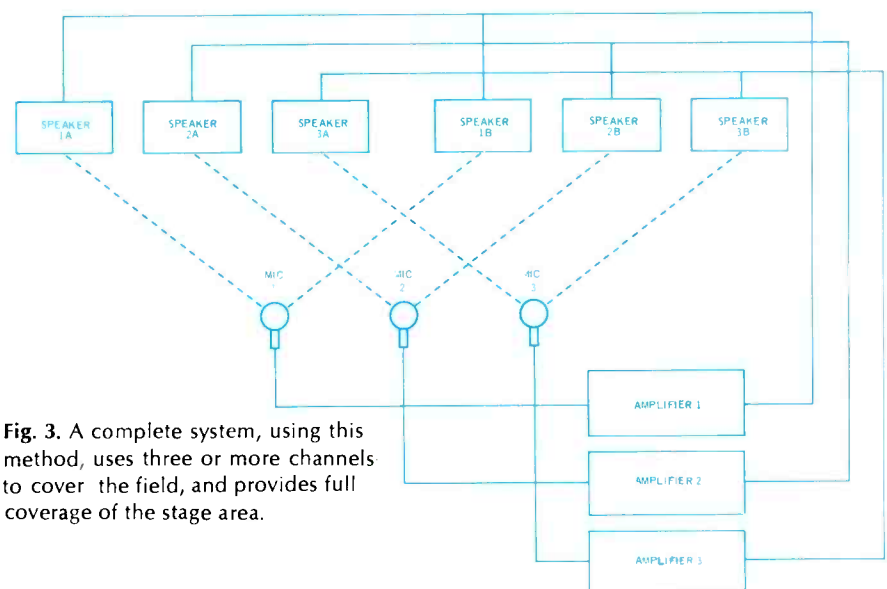 SPEAKER
1A
SPEAKER
2A
SPEAKER
3A
SPEAKER
1B
SPEAKER
2B
SPEAKER
3B
MIC
1
MIC
2
MIC
3
AMPLIFIER 1
AMPLIFIER 2
AMPLIFIER 3
Fig. 3. A complete system, using this
method, uses three or more channels
to cover the field, and provides full
coverage of the stage area.